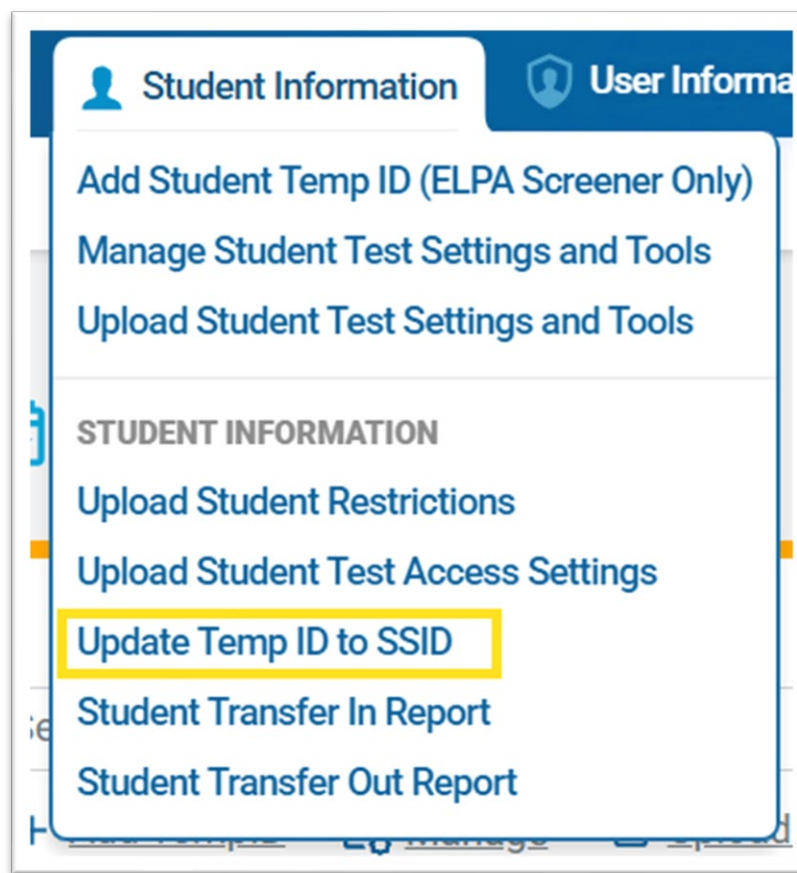 Student Information
User Informa
Add Student Temp ID (ELPA Screener Only)
Manage Student Test Settings and Tools
Upload Student Test Settings and Tools
STUDENT INFORMATION
Upload Student Restrictions
Upload Student Test Access Settings
Update Temp ID to SSID
Student Transfer In Report
Student Transfer Out Report